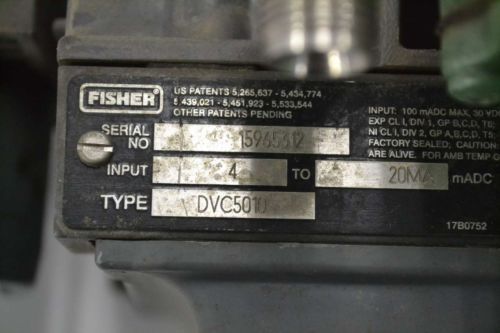 FISHER
US PATENTS 5,265,637 - 5,434,774
5,439,021 - 5,451,923 - 5,533,544
OTHER PATENTS PENDING
SERIAL NO 15965312
INPUT 4 TO 20MA mADC
TYPE DVC5010
INPUT: 100 mADC MAX, 30 VD
EXP CL I, DIV 1, GP B,C,D, T6;
NI CL I, DIV 2, GP A,B,C,D, T
FACTORY SEALED; CAUTION:
ARE ALIVE. FOR AMB TEMP
17B0752